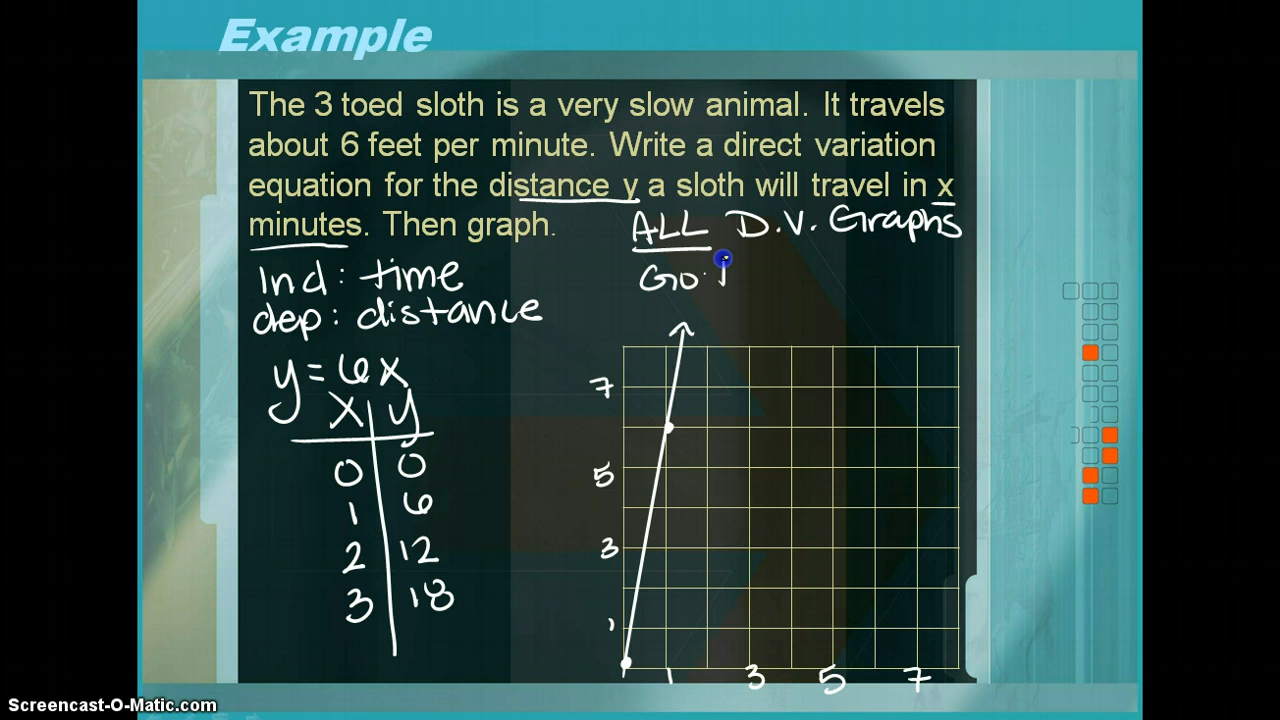 Example
The 3 toed sloth is a very slow animal. It travels
about 6 feet per minute. Write a direct variation
equation for the distance y a sloth will travel in x
minutes. Then graph.
ALL D.V. Graphs
Go
Ind: time
dep: distance
y=6x
x y
0 0
1 6
2 12
3 18
7
5
3
1
1 3 5 7
Screencast-O-Matic.com